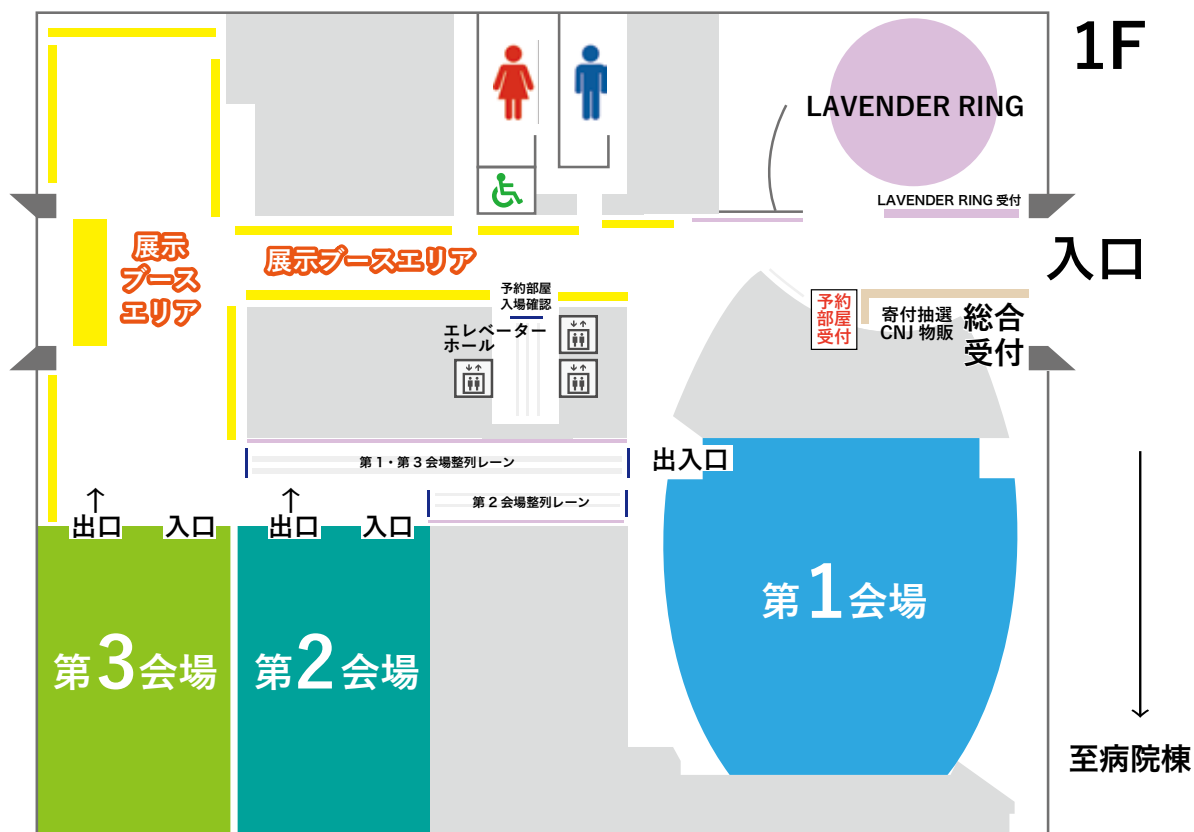 1F
LAVENDER RING
LAVENDER RING 受付
入口
展示
ブース
エリア
展示ブースエリア
予約部屋
入場確認
エレベーター
ホール
予約
部屋
受付
寄付抽選
CNJ 物販
総合
受付
第1・第3会場整列レーン
出入口
第2会場整列レーン
出口
入口
出口
入口
第3会場
第2会場
第1会場
至病院棟